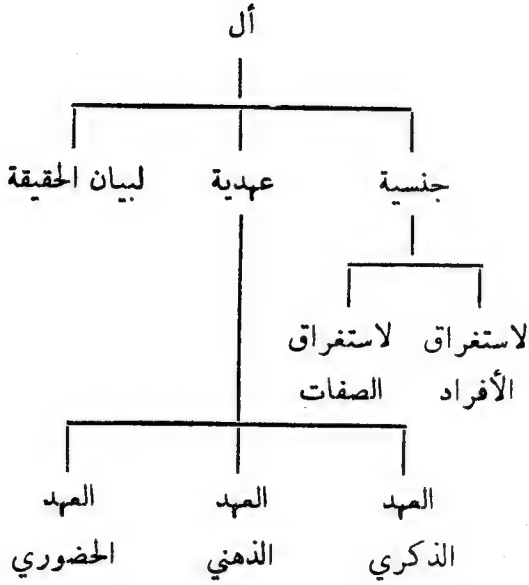 أل
جنسية عهدية لبيان الحقيقة
لاستغراق الأفراد
لاستغراق الصفات
العهد الذكري
العهد الذهني
العهد الحضوري